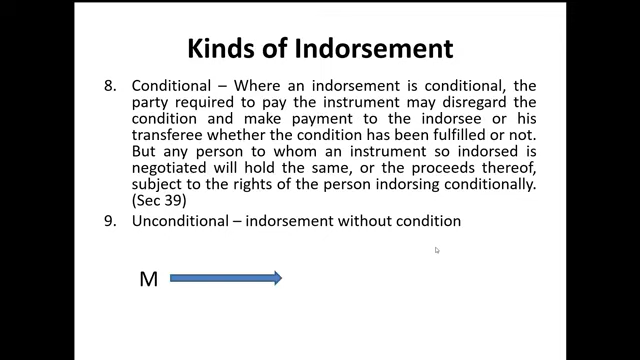 Kinds of Indorsement
8. Conditional – Where an indorsement is conditional, the
party required to pay the instrument may disregard the
condition and make payment to the indorsee or his
transferee whether the condition has been fulfilled or not.
But any person to whom an instrument so indorsed is
negotiated will hold the same, or the proceeds thereof,
subject to the rights of the person indorsing conditionally.
(Sec 39)
9. Unconditional – indorsement without condition
M